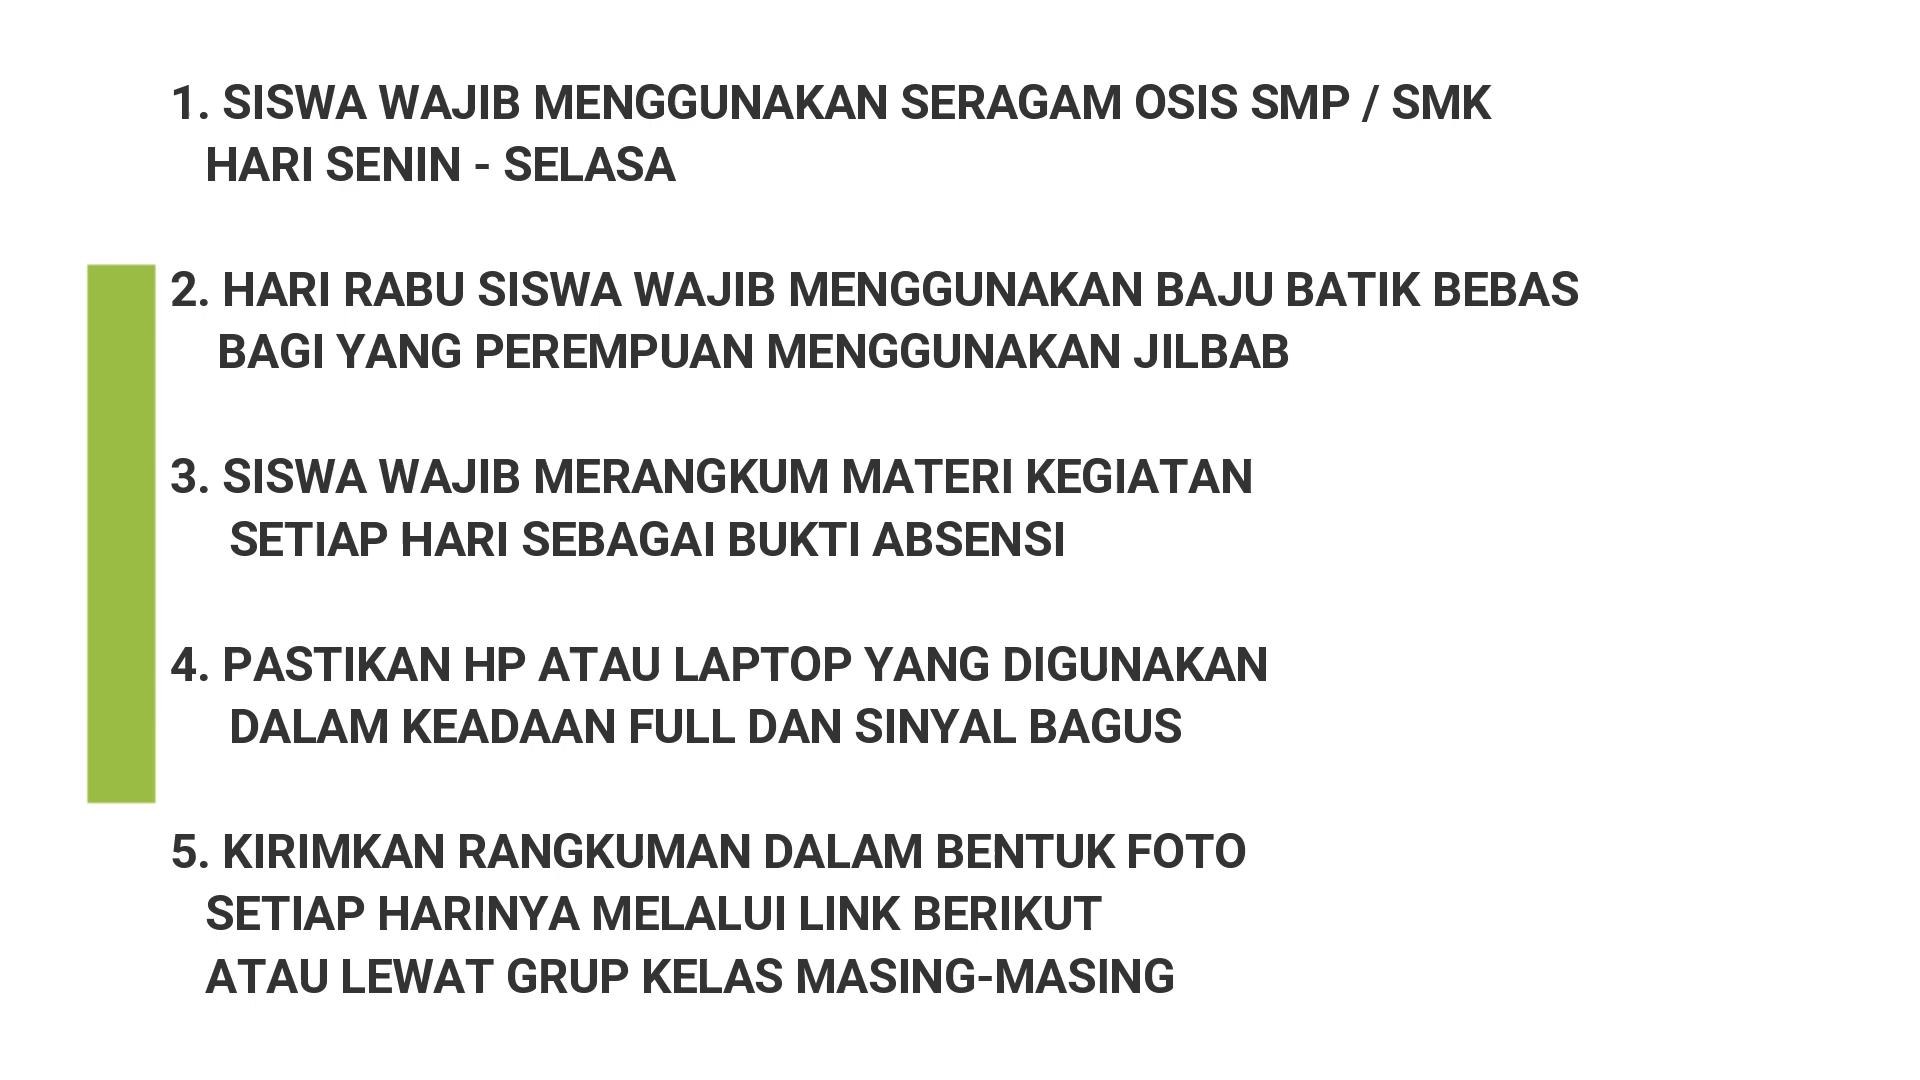 1. SISWA WAJIB MENGGUNAKAN SERAGAM OSIS SMP / SMK
HARI SENIN - SELASA
2. HARI RABU SISWA WAJIB MENGGUNAKAN BAJU BATIK BEBAS
BAGI YANG PEREMPUAN MENGGUNAKAN JILBAB
3. SISWA WAJIB MERANGKUM MATERI KEGIATAN
SETIAP HARI SEBAGAI BUKTI ABSENSI
4. PASTIKAN HP ATAU LAPTOP YANG DIGUNAKAN
DALAM KEADAAN FULL DAN SINYAL BAGUS
5. KIRIMKAN RANGKUMAN DALAM BENTUK FOTO
SETIAP HARINYA MELALUI LINK BERIKUT
ATAU LEWAT GRUP KELAS MASING-MASING